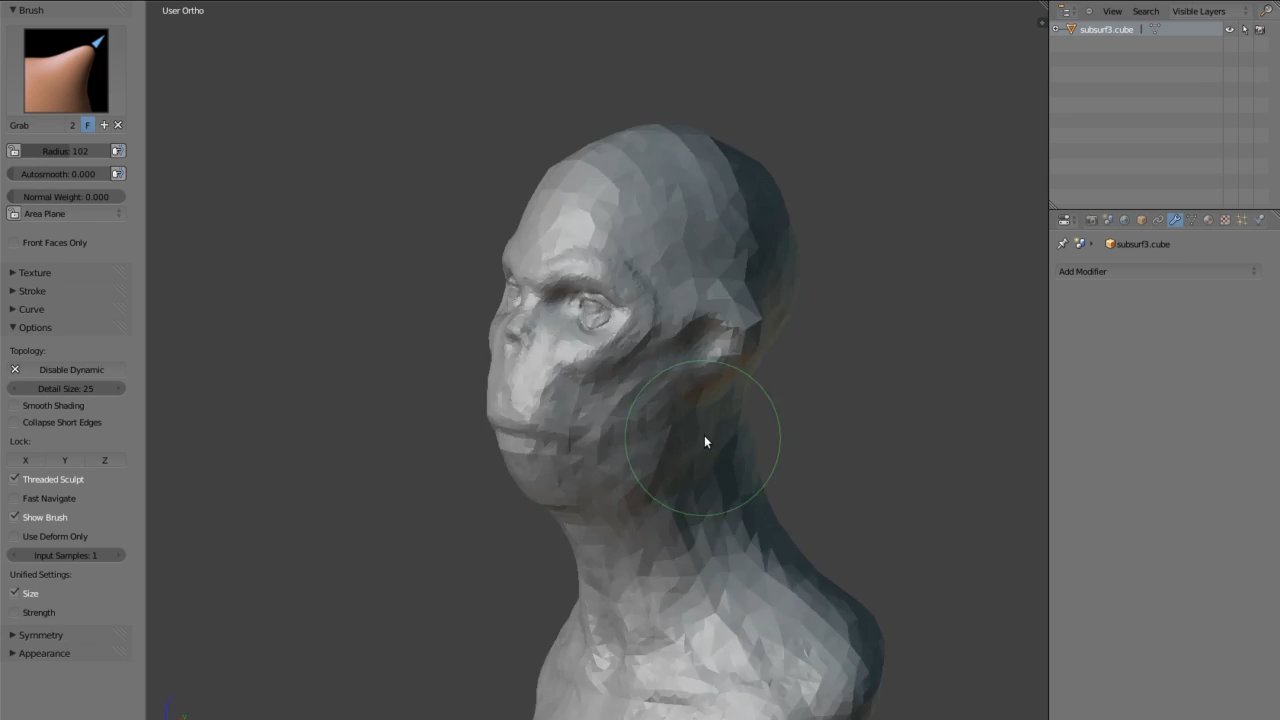 Brush
User Ortho
View Search Visible Layers
subsurf3.cube
Grab 2 F
Radius: 102
Autosmooth: 0.000
Normal Weight: 0.000
Area Plane
Front Faces Only
subsurf3.cube
Add Modifier
Texture
Stroke
Curve
Options
Topology:
Disable Dynamic
Detail Size: 25
Smooth Shading
Collapse Short Edges
Lock:
X Y Z
Threaded Sculpt
Fast Navigate
Show Brush
Use Deform Only
Input Samples: 1
Unified Settings:
Size
Strength
Symmetry
Appearance